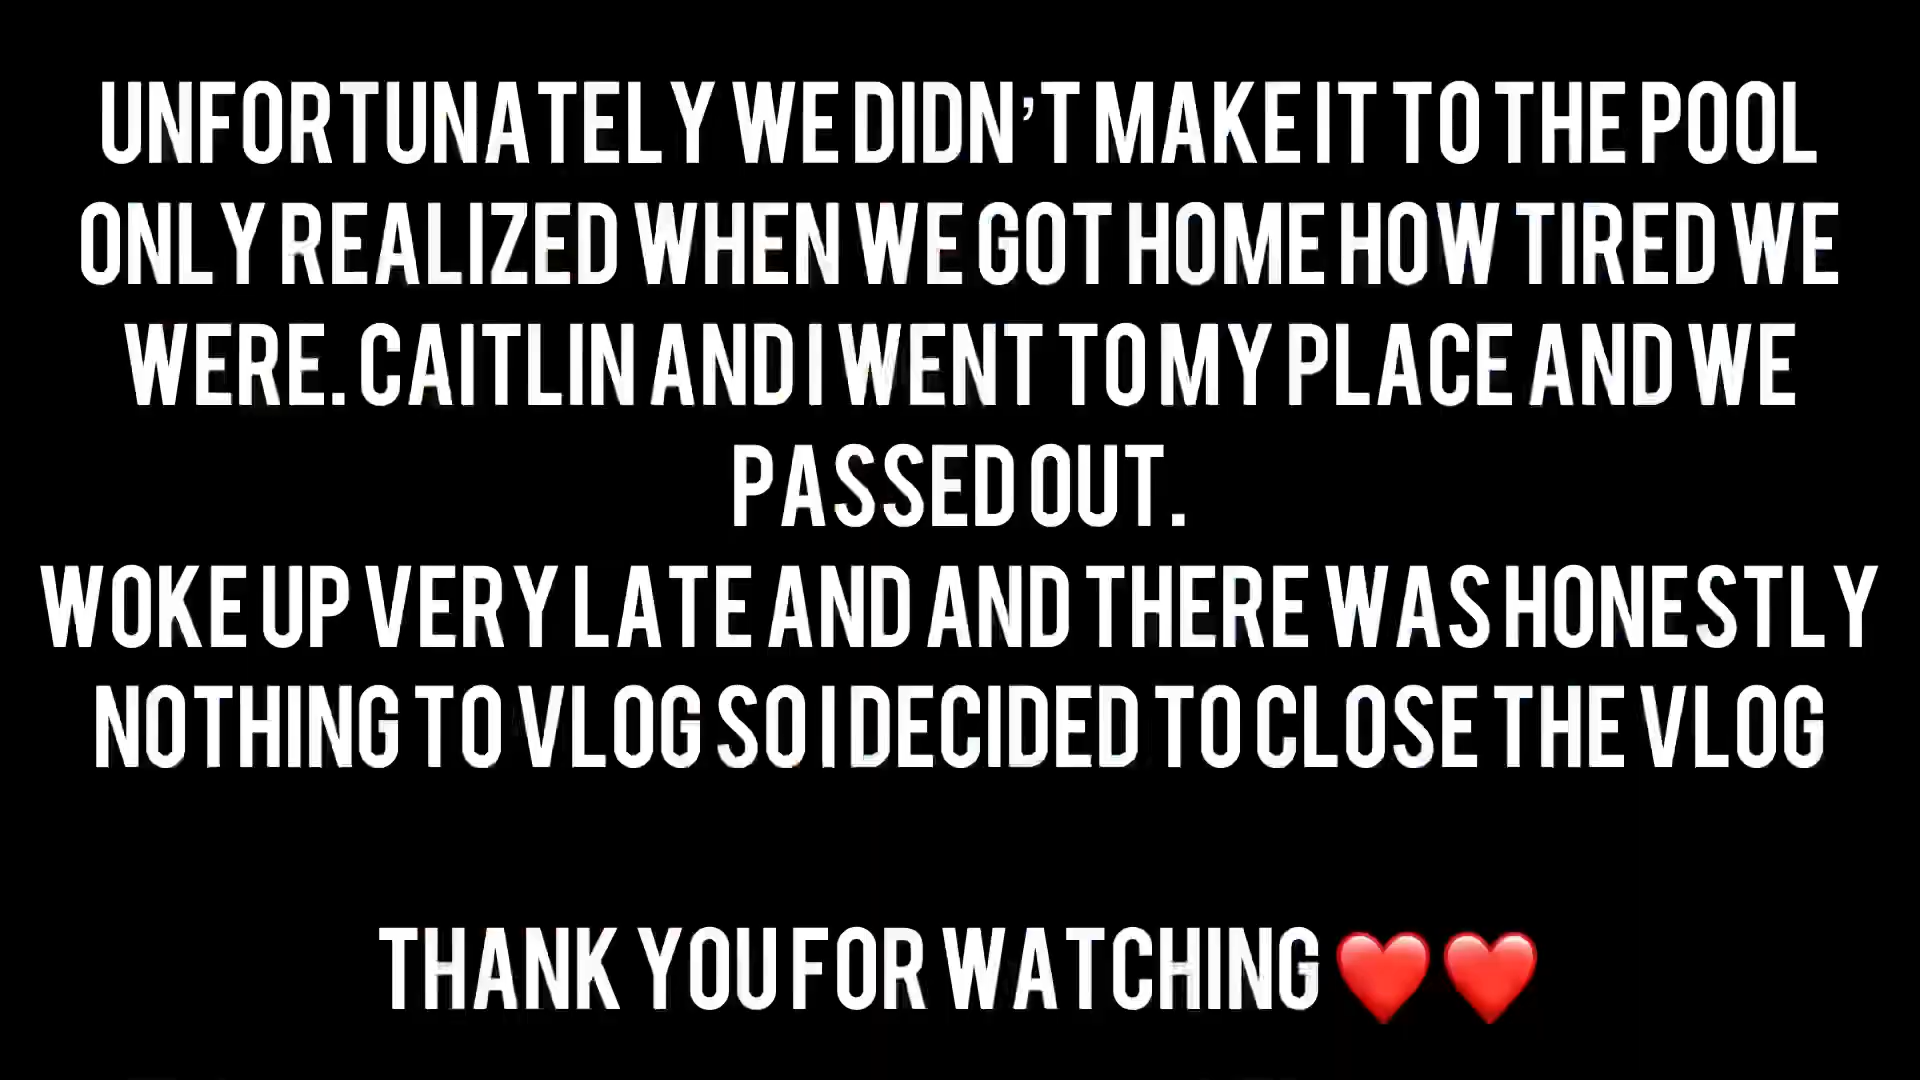 UNFORTUNATELY WE DIDN'T MAKE IT TO THE POOL
ONLY REALIZED WHEN WE GOT HOME HOW TIRED WE
WERE. CAITLIN AND I WENT TO MY PLACE AND WE
PASSED OUT.
WOKE UP VERY LATE AND AND THERE WAS HONESTLY
NOTHING TO VLOG SO I DECIDED TO CLOSE THE VLOG
THANK YOU FOR WATCHING ❤️❤️